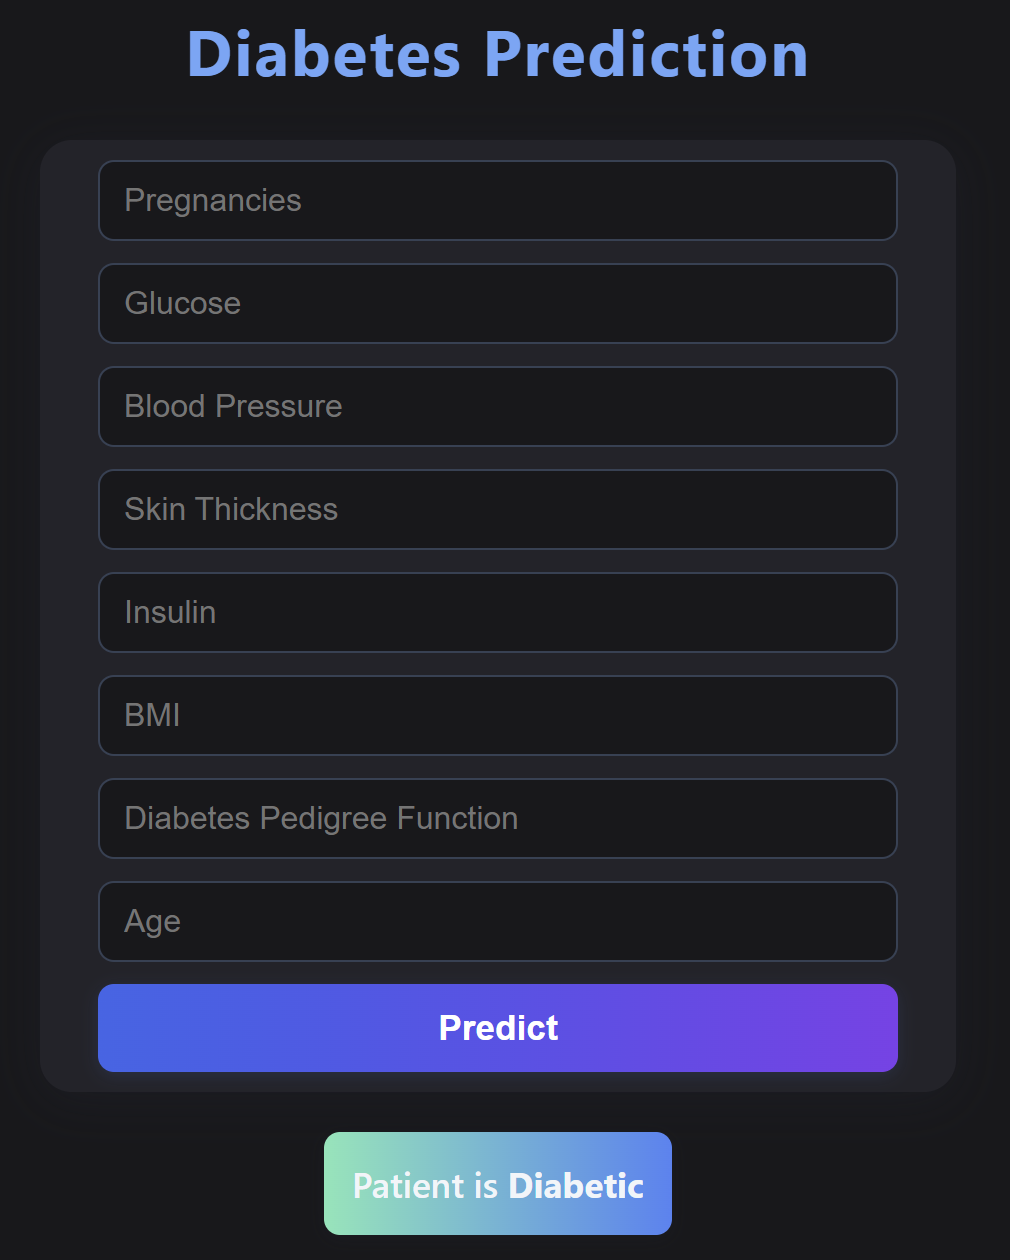 Diabetes Prediction
Pregnancies
Glucose
Blood Pressure
Skin Thickness
Insulin
BMI
Diabetes Pedigree Function
Age
Predict
Patient is Diabetic